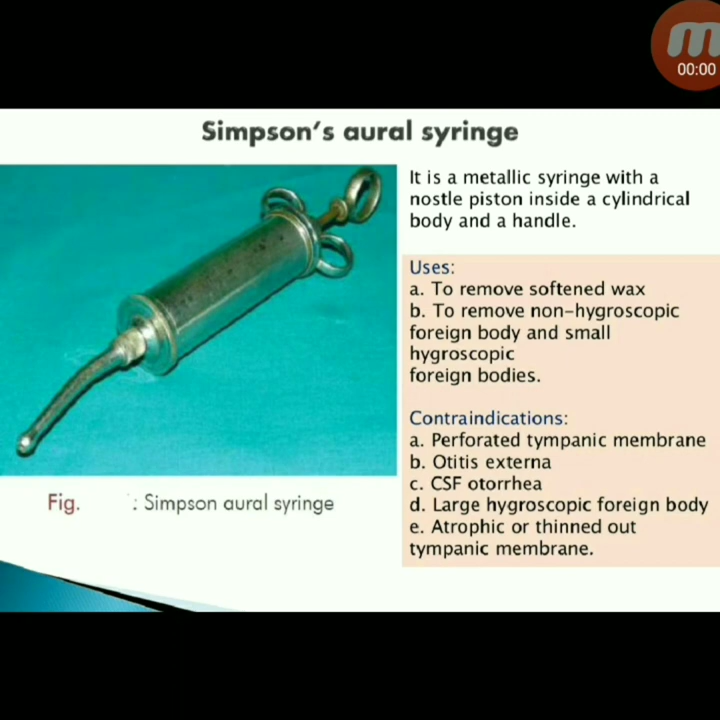 00:00
Simpson's aural syringe
It is a metallic syringe with a
nostle piston inside a cylindrical
body and a handle.
Uses:
a. To remove softened wax
b. To remove non-hygroscopic
foreign body and small
hygroscopic
foreign bodies.
Contraindications:
a. Perforated tympanic membrane
b. Otitis externa
c. CSF otorrhea
d. Large hygroscopic foreign body
e. Atrophic or thinned out
tympanic membrane.
Fig. : Simpson aural syringe